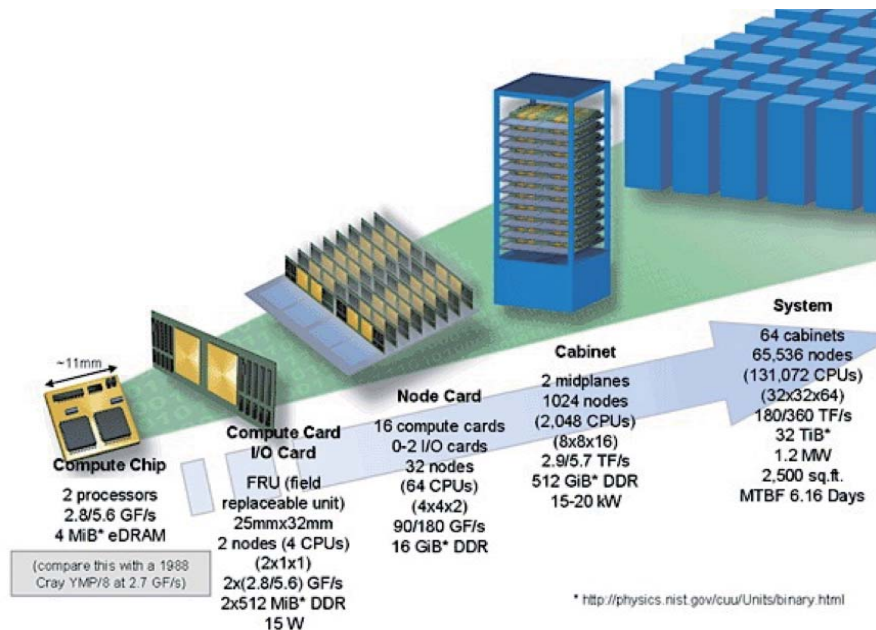 ~11mm
Compute Chip
2 processors
2.8/5.6 GF/s
4 MiB* eDRAM
(compare this with a 1988
Cray YMP/8 at 2.7 GF/s)
Compute Card
I/O Card
FRU (field
replaceable unit)
25mmx32mm
2 nodes (4 CPUs)
(2x1x1)
2x(2.8/5.6) GF/s
2x512 MiB* DDR
15 W
Node Card
16 compute cards
0-2 I/O cards
32 nodes
(64 CPUs)
(4x4x2)
90/180 GF/s
16 GiB* DDR
Cabinet
2 midplanes
1024 nodes
(2,048 CPUs)
(8x8x16)
2.9/5.7 TF/s
512 GiB* DDR
15-20 kW
System
64 cabinets
65,536 nodes
(131,072 CPUs)
(32x32x64)
180/360 TF/s
32 TiB*
1.2 MW
2,500 sq.ft.
MTBF 6.16 Days
* http://physics.nist.gov/cuu/Units/binary.html